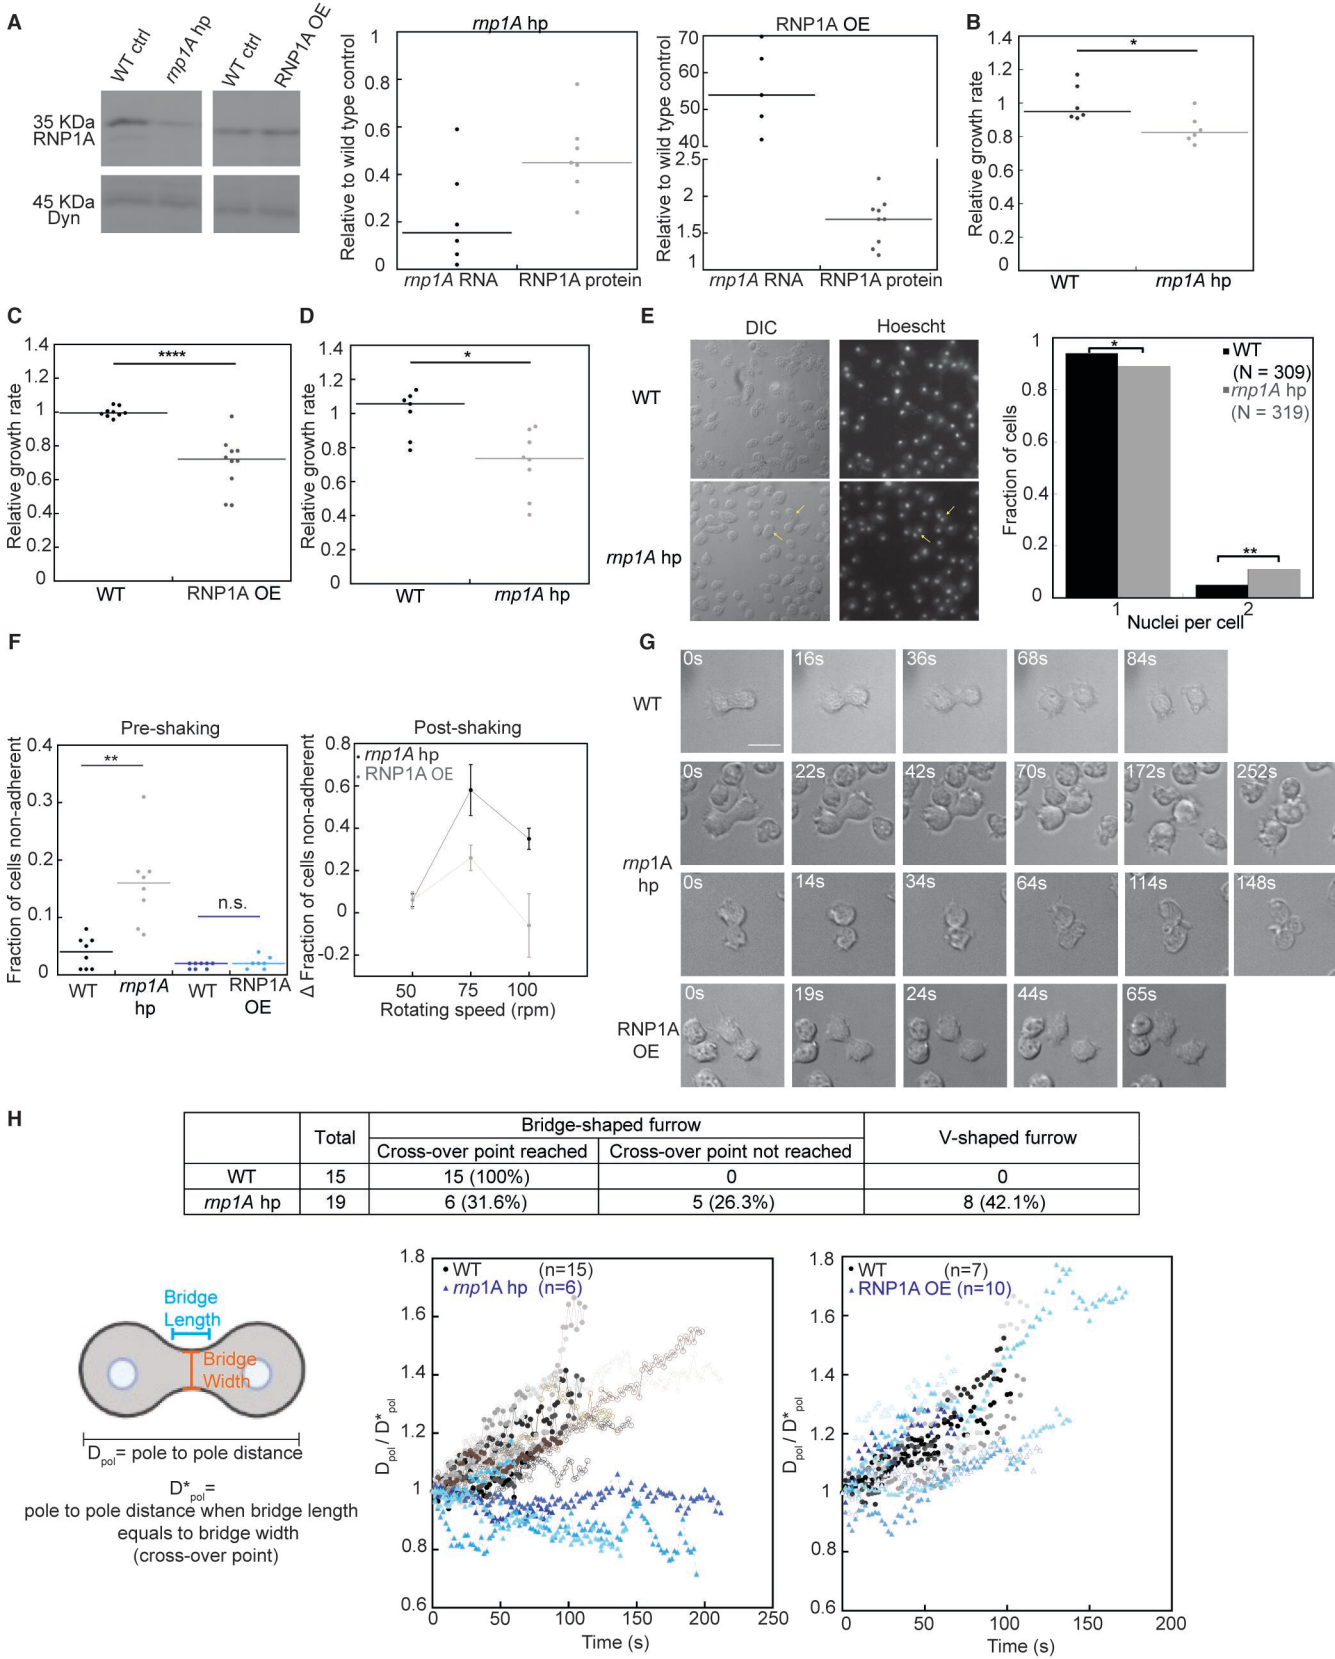 A
WT ctrl
rnp1A hp
WT ctrl
RNP1A OE
35 KDa
RNP1A
45 KDa
Dyn
rnp1A hp
Relative to wild type control
1
0.8
0.6
0.4
0.2
0
rnp1A RNA
RNP1A protein
RNP1A OE
Relative to wild type control
70
60
50
40
2.5
2
1.5
1
rnp1A RNA
RNP1A protein
B
Relative growth rate
1.4
1.2
1
0.8
0.6
0.4
0.2
0
*
WT
rnp1A hp
C
Relative growth rate
1.4
1.2
1
0.8
0.6
0.4
0.2
0
****
WT
RNP1A OE
D
Relative growth rate
1.4
1.2
1
0.8
0.6
0.4
0.2
0
*
WT
rnp1A hp
E
DIC
Hoescht
WT
rnp1A hp
Fraction of cells
1
0.8
0.6
0.4
0.2
0
*
**
WT
(N = 309)
rnp1A hp
(N = 319)
1
2
Nuclei per cell
F
Pre-shaking
Fraction of cells non-adherent
0.4
0.3
0.2
0.1
0
**
n.s.
WT
rnp1A
hp
WT
RNP1A
OE
Post-shaking
Δ Fraction of cells non-adherent
0.8
0.6
0.4
0.2
0
-0.2
rnp1A hp
RNP1A OE
50
75
100
Rotating speed (rpm)
G
WT
0s
16s
36s
68s
84s
rnp1A
hp
0s
22s
42s
70s
172s
252s
0s
14s
34s
64s
114s
148s
RNP1A
OE
0s
19s
24s
44s
65s
H
Total
Bridge-shaped furrow
V-shaped furrow
Cross-over point reached
Cross-over point not reached
WT 15 15 (100%) 0 0
rnp1A hp 19 6 (31.6%) 5 (26.3%) 8 (42.1%)
Bridge
Length
Bridge
Width
Dpol= pole to pole distance
D*pol=
pole to pole distance when bridge length
equals to bridge width
(cross-over point)
Dpol / D*pol
1.8
1.6
1.4
1.2
1
0.8
0.6
WT (n=15)
rnp1A hp (n=6)
0
50
100
150
200
250
Time (s)
Dpol / D*pol
1.8
1.6
1.4
1.2
1
0.8
0.6
WT (n=7)
RNP1A OE (n=10)
0
50
100
150
200
Time (s)